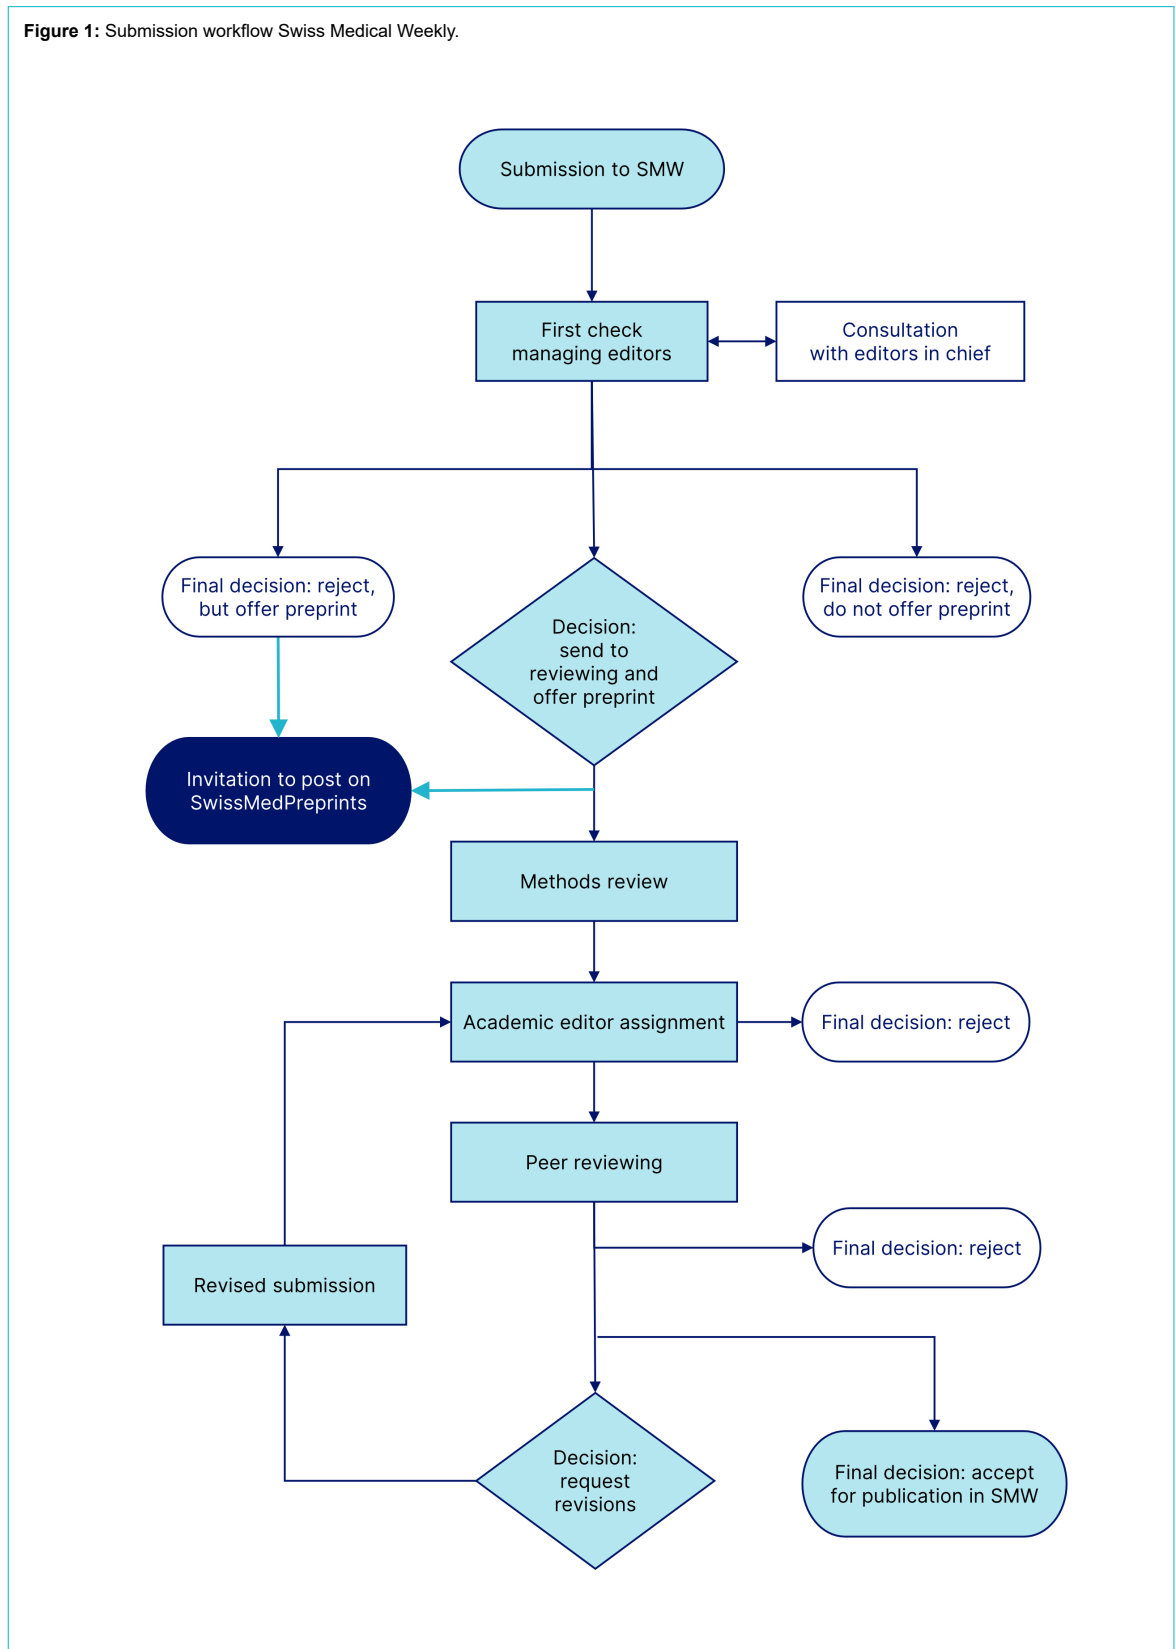 Figure 1: Submission workflow Swiss Medical Weekly.
Submission to SMW
First check
managing editors
Consultation
with editors in chief
Final decision: reject,
but offer preprint
Decision:
send to
reviewing and
offer preprint
Final decision: reject,
do not offer preprint
Invitation to post on
SwissMedPreprints
Methods review
Academic editor assignment
Final decision: reject
Peer reviewing
Final decision: reject
Revised submission
Decision:
request
revisions
Final decision: accept
for publication in SMW